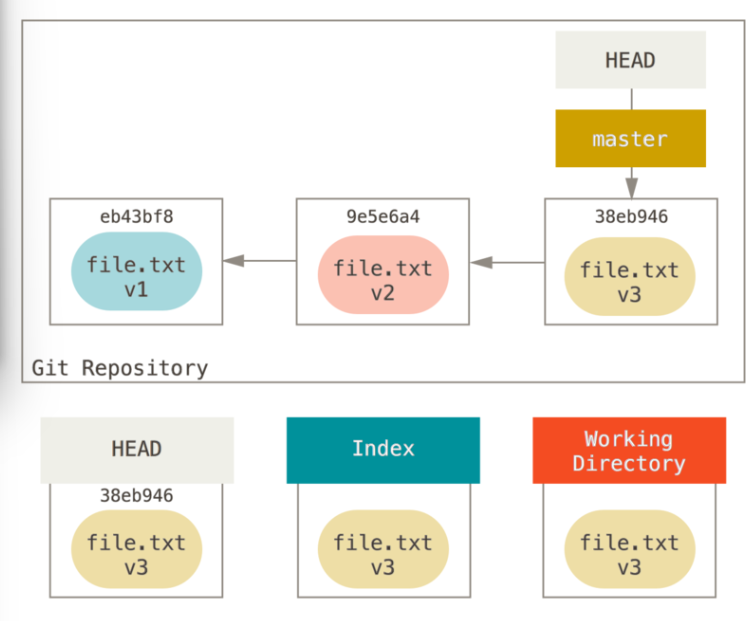 HEAD
master
eb43bf8
9e5e6a4
38eb946
file.txt
v1
file.txt
v2
file.txt
v3
Git Repository
HEAD
Index
Working
Directory
38eb946
file.txt
v3
file.txt
v3
file.txt
v3